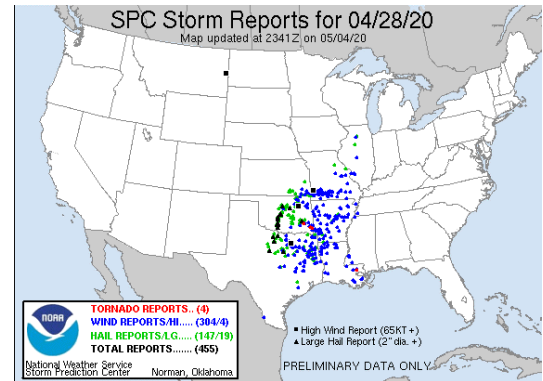 SPC Storm Reports for 04/28/20
Map updated at 2341Z on 05/04/20
TORNADO REPORTS.. (4)
WIND REPORTS/HI..... (304/4)
HAIL REPORTS/LG..... (147/19)
TOTAL REPORTS....... (455)
NOAA
National Weather Service
Storm Prediction Center Norman, Oklahoma
High Wind Report (65KT +)
Large Hail Report (2" dia. +)
PRELIMINARY DATA ONLY